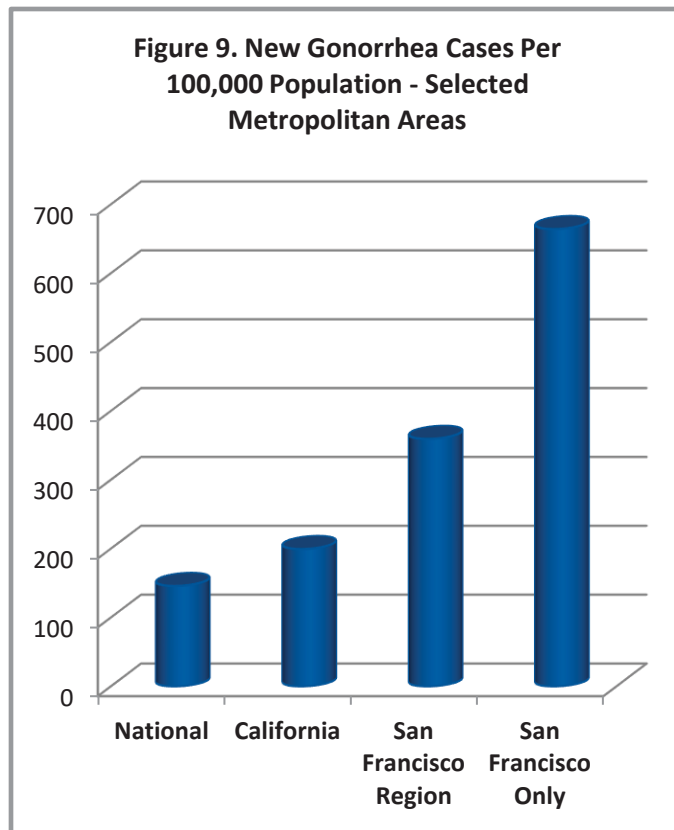 Figure 9. New Gonorrhea Cases Per
100,000 Population - Selected
Metropolitan Areas
700
600
500
400
300
200
100
0
National California San Francisco Region San Francisco Only